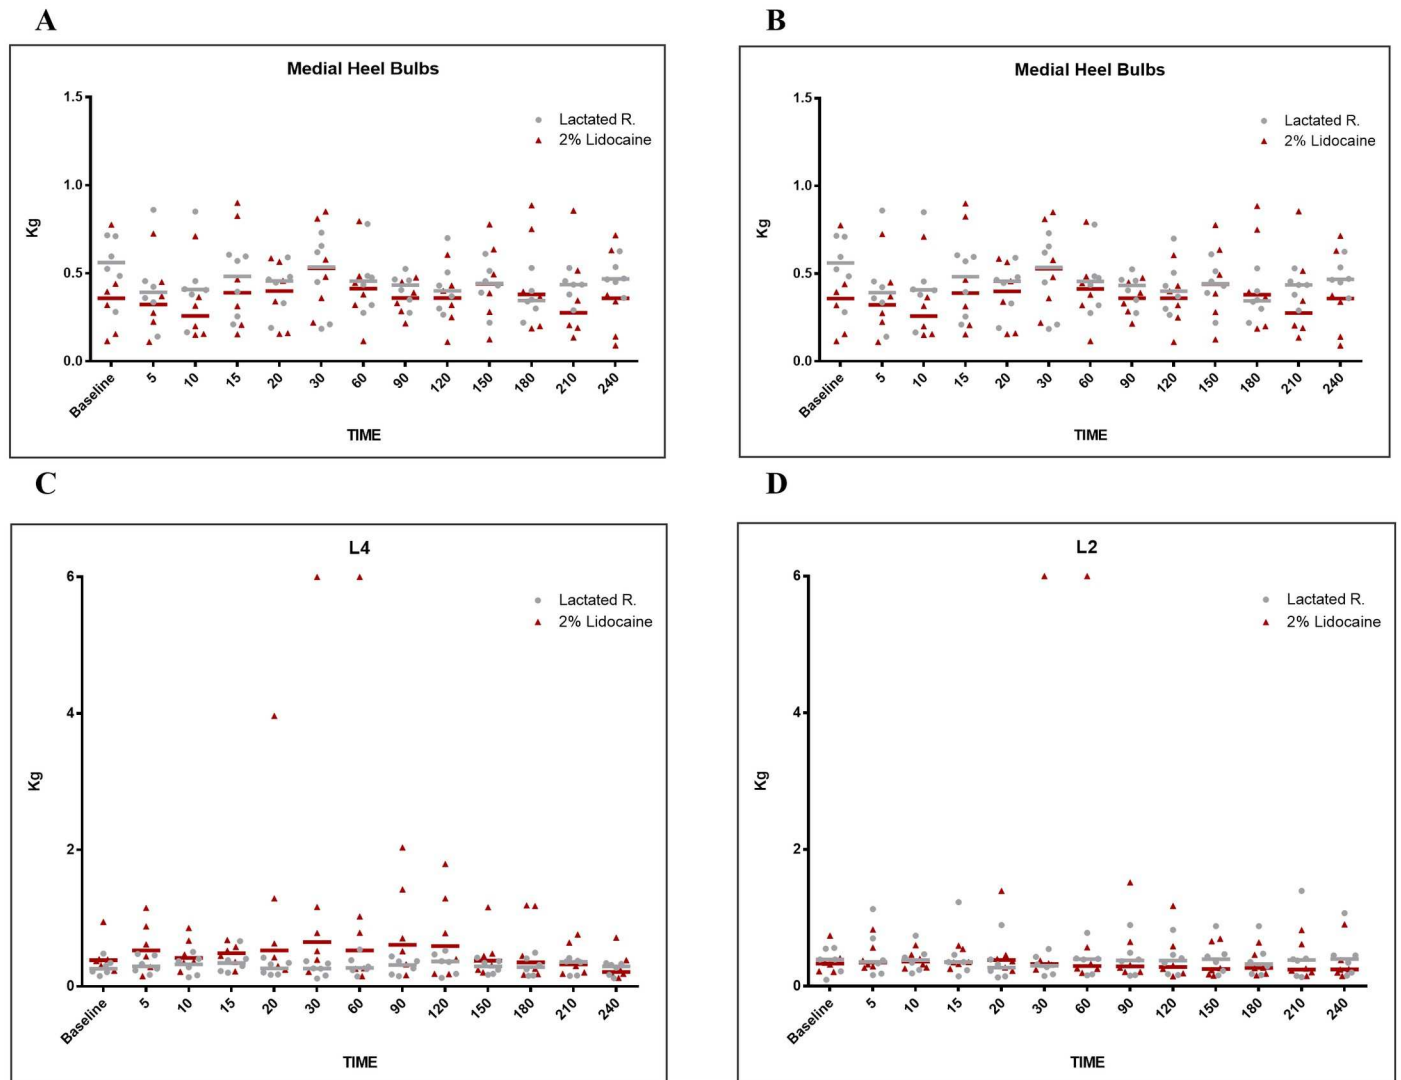 A
Medial Heel Bulbs
1.5
1.0
0.5
0.0
Kg
Lactated R.
2% Lidocaine
Baseline 5 10 15 20 30 60 90 120 150 180 210 240
TIME
B
Medial Heel Bulbs
1.5
1.0
0.5
0.0
Kg
Lactated R.
2% Lidocaine
Baseline 5 10 15 20 30 60 90 120 150 180 210 240
TIME
C
L4
6
4
2
0
Kg
Lactated R.
2% Lidocaine
Baseline 5 10 15 20 30 60 90 120 150 180 210 240
TIME
D
L2
6
4
2
0
Kg
Lactated R.
2% Lidocaine
Baseline 5 10 15 20 30 60 90 120 150 180 210 240
TIME